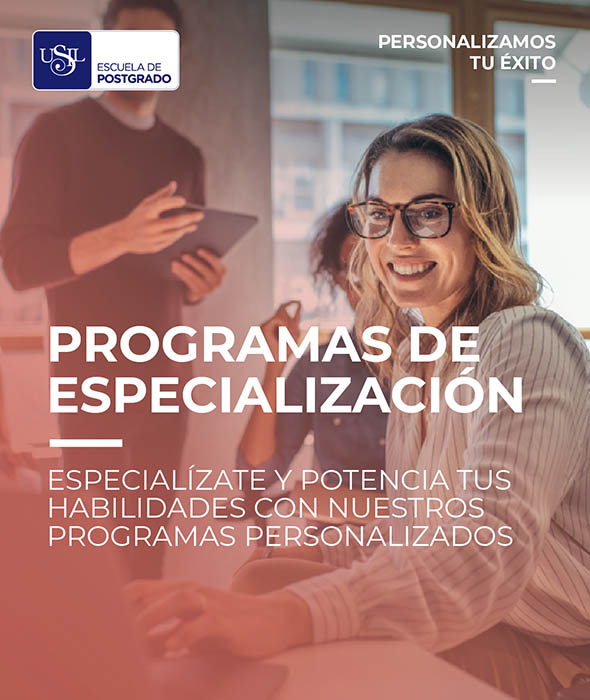 USIL
ESCUELA DE
POSTGRADO
PERSONALIZAMOS
TU ÉXITO
PROGRAMAS DE
ESPECIALIZACIÓN
ESPECIALÍZATE Y POTENCIA TUS
HABILIDADES CON NUESTROS
PROGRAMAS PERSONALIZADOS